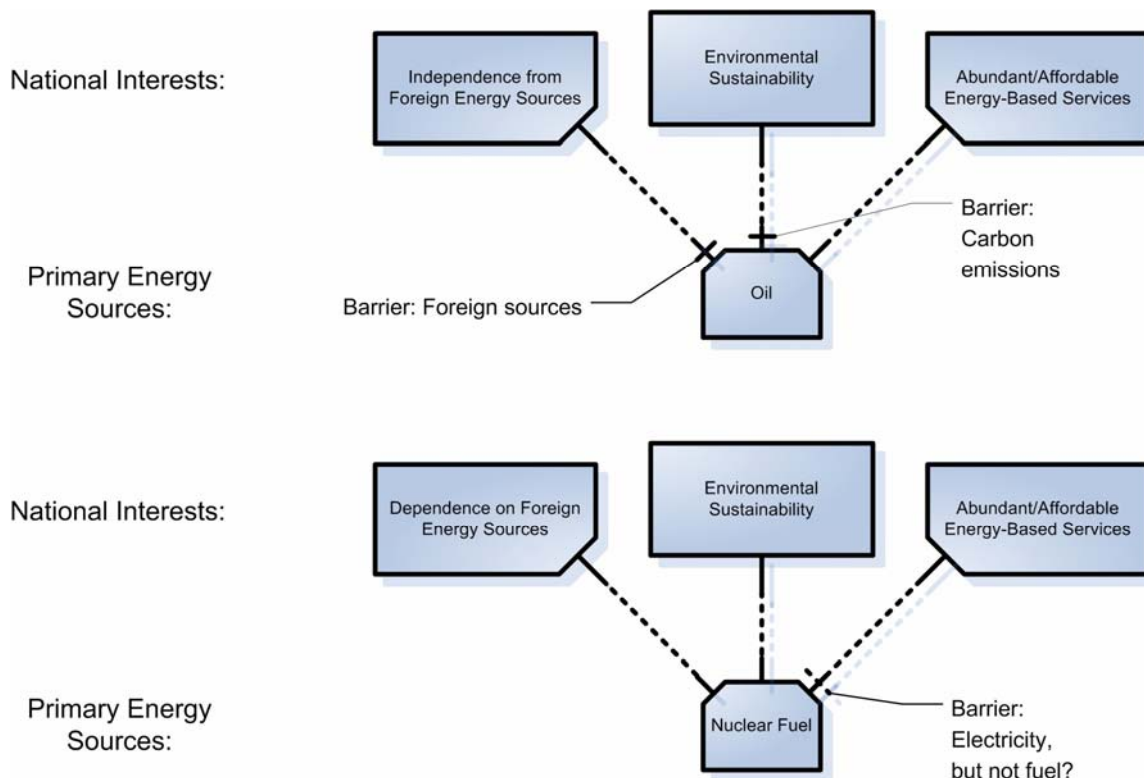 National Interests:
Independence from
Foreign Energy Sources
Environmental
Sustainability
Abundant/Affordable
Energy-Based Services
Barrier:
Carbon
emissions
Primary Energy
Sources:
Barrier: Foreign sources
Oil
National Interests:
Dependence on Foreign
Energy Sources
Environmental
Sustainability
Abundant/Affordable
Energy-Based Services
Primary Energy
Sources:
Nuclear Fuel
Barrier:
Electricity,
but not fuel?